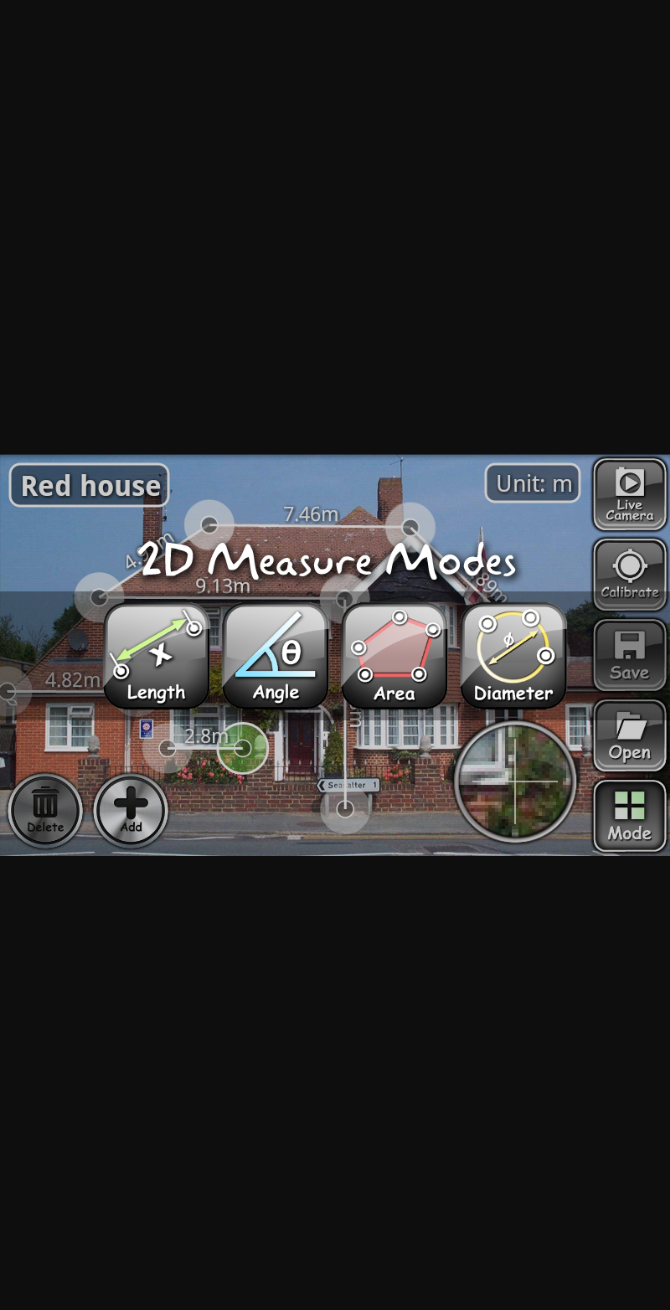 Red house
Unit: m
Live
Camera
7.46m
2D Measure Modes
9.13m
Calibrate
Length
Angle
θ
x
Area
ϕ
Diameter
4.82m
Save
2.8m
Open
Delete
Add
Mode